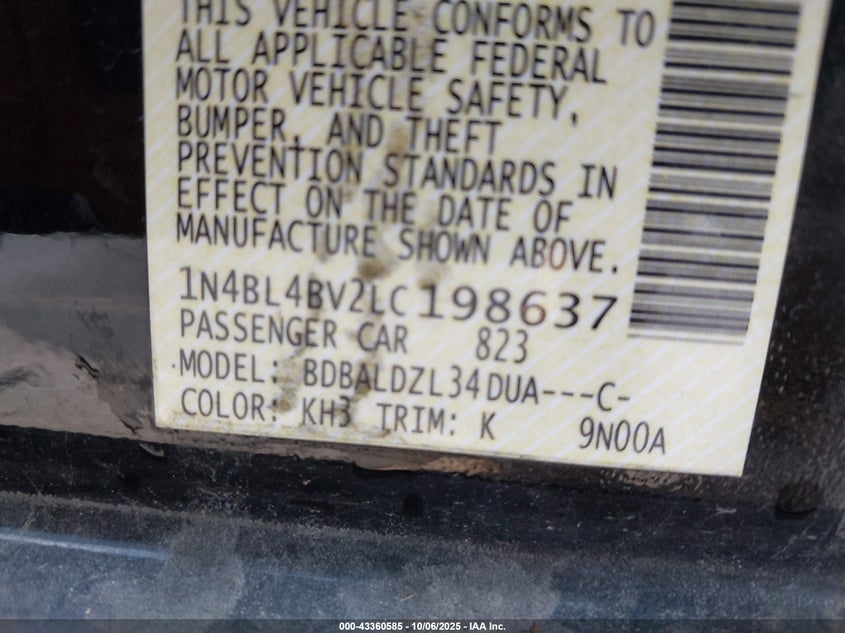 THIS VEHICLE CONFORMS TO
ALL APPLICABLE FEDERAL
MOTOR VEHICLE SAFETY,
BUMPER, AND THEFT
PREVENTION STANDARDS IN
EFFECT ON THE DATE OF
MANUFACTURE SHOWN ABOVE.
1N4BL4BV2LC198637
PASSENGER CAR 823
MODEL: BDBALDZL34DUA---C-
COLOR: KH3 TRIM: K 9N00A
000-43360585 - 10/06/2025 - IAA Inc.